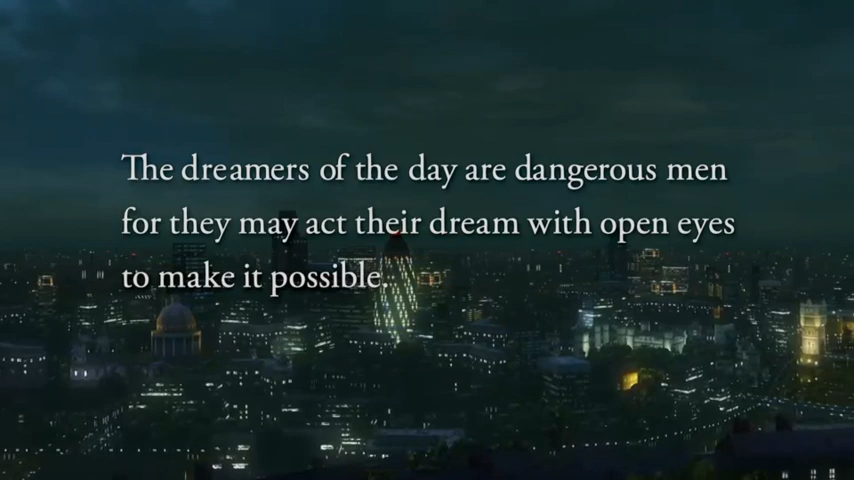 The dreamers of the day are dangerous men
for they may act their dream with open eyes
to make it possible.